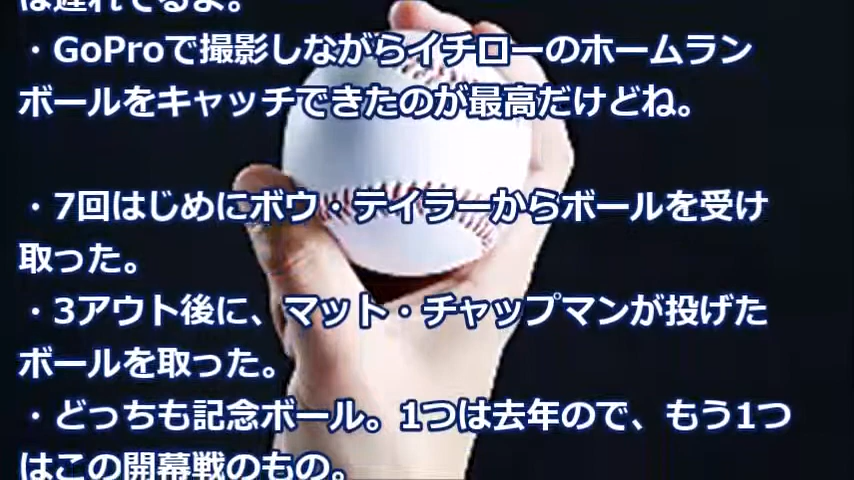 は遅れてるよ。
・GoProで撮影しながらイチローのホームラン
ボールをキャッチできたのが最高だけどね。
・7回はじめにボウ・テイラーからボールを受け
取った。
・3アウト後に、マット・チャップマンが投げた
ボールを取った。
・どっちも記念ボール。1つは去年ので、もう1つ
はこの開幕戦のもの。